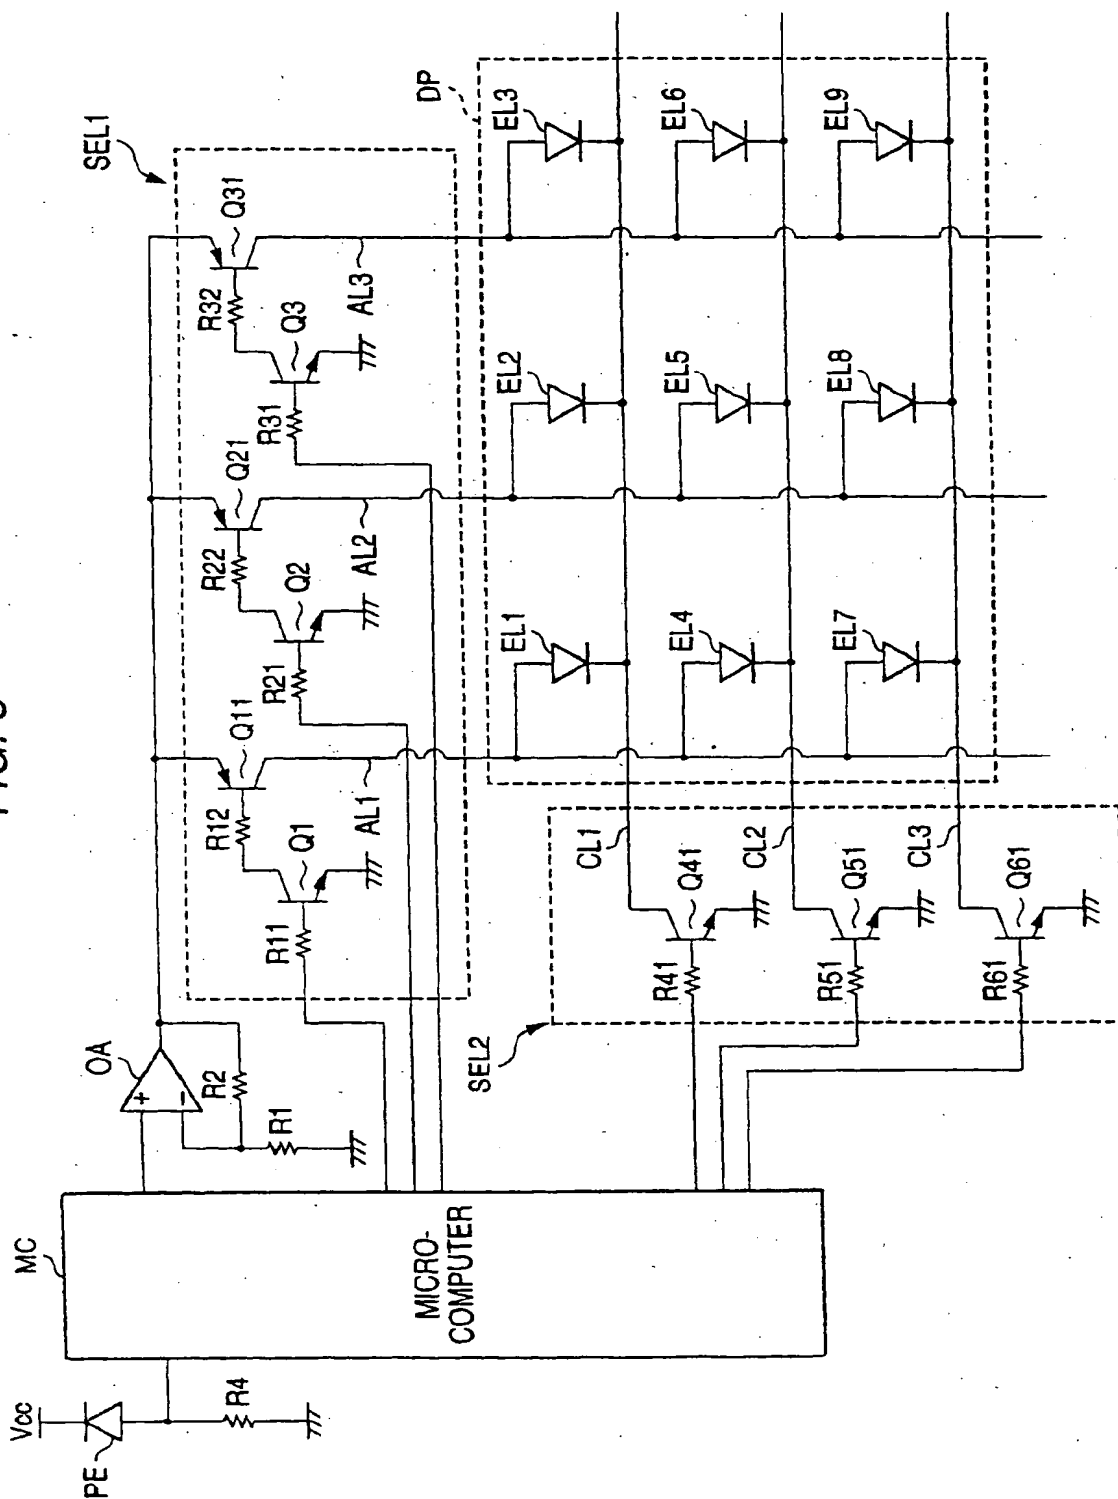 Vcc
PE
R4
MC
MICRO-
COMPUTER
OA
R2
R1
SEL1
R11
R12
Q1
Q11
AL1
R21
R22
Q2
Q21
AL2
R31
R32
Q3
Q31
AL3
DP
EL1
EL2
EL3
EL4
EL5
EL6
EL7
EL8
EL9
SEL2
CL1
R41
Q41
CL2
R51
Q51
CL3
R61
Q61
+
−